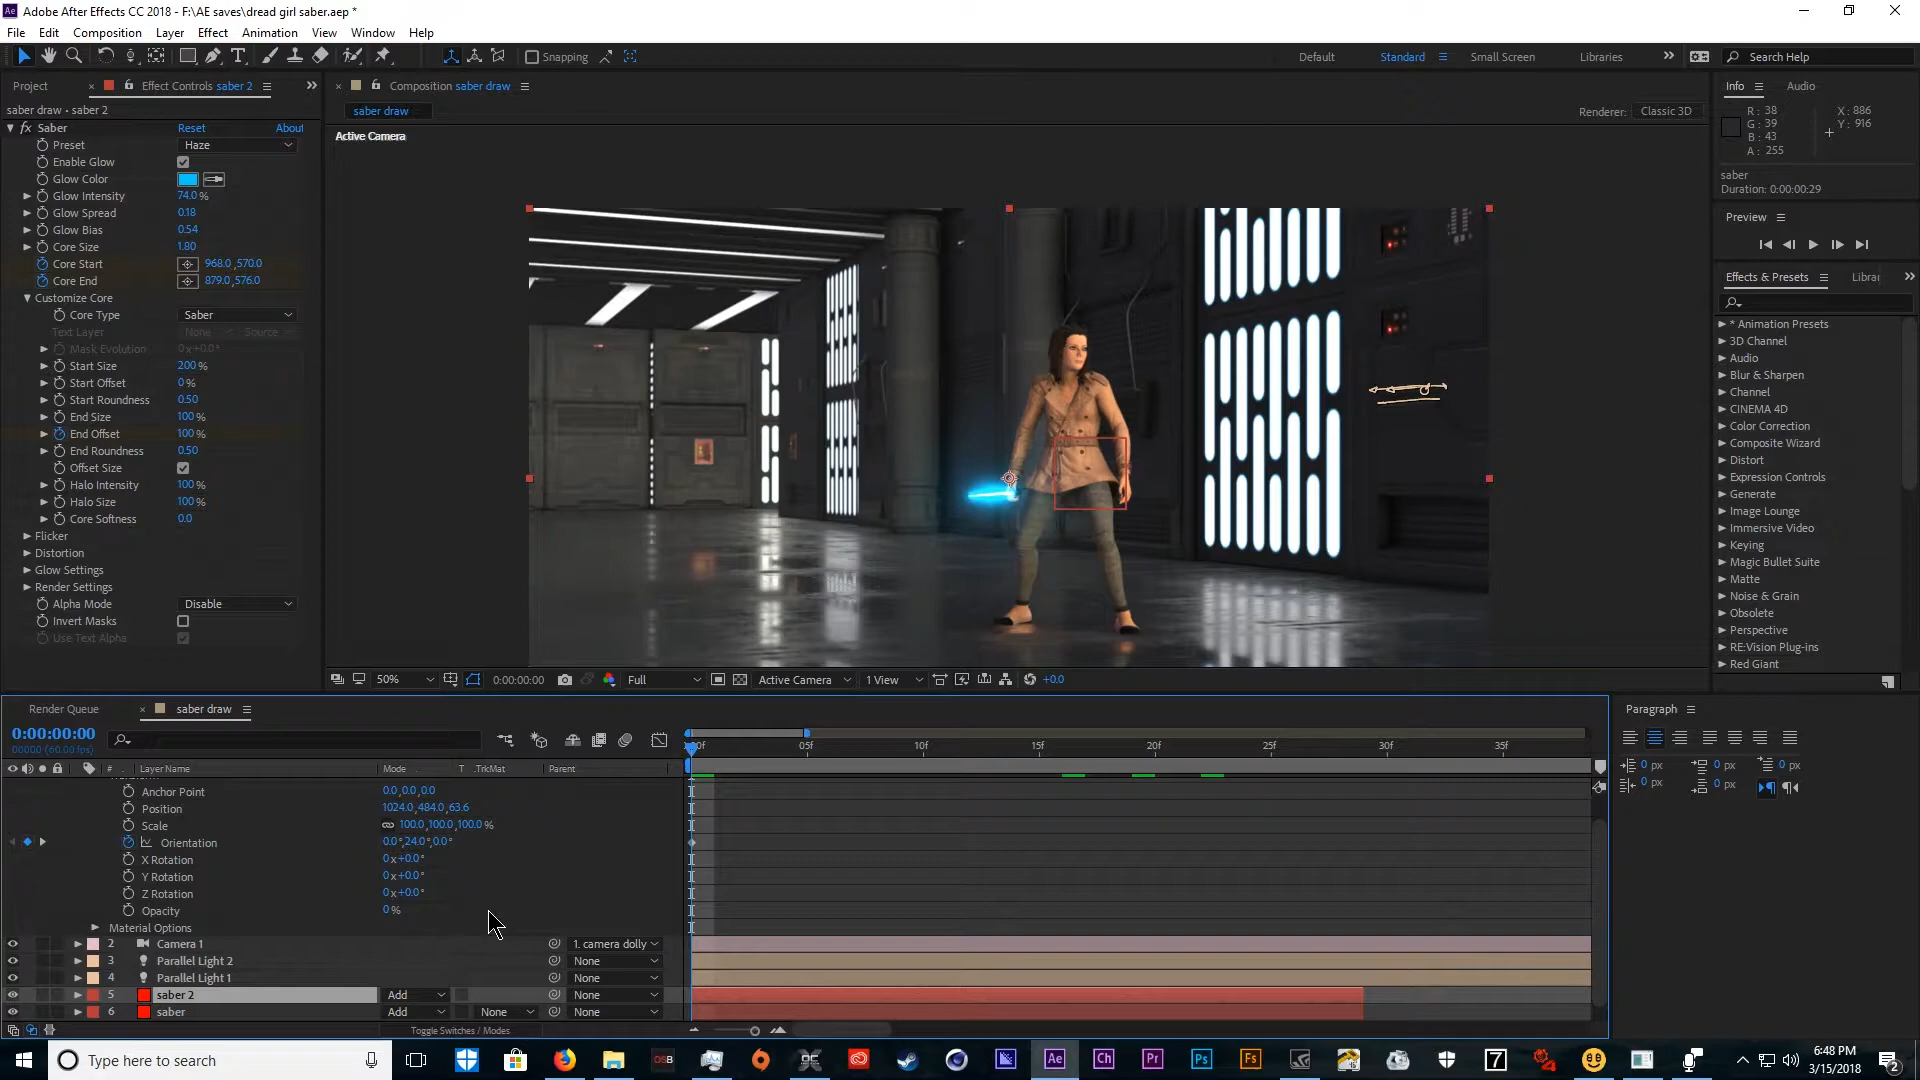 Adobe After Effects CC 2018 - F:\AE saves\dread girl saber.aep *
File Edit Composition Layer Effect Animation View Window Help
Snapping Default Standard Small Screen Libraries Search Help
Project Effect Controls saber 2 Composition saber draw
saber draw • saber 2
saber draw Renderer: Classic 3D
Active Camera
fx Saber Reset About
Preset Haze
Enable Glow
Glow Color
Glow Intensity 74.0 %
Glow Spread 0.18
Glow Bias 0.54
Core Size 1.80
Core Start 968.0 ,570.0
Core End 879.0 ,576.0
Customize Core
Core Type Saber
Text Layer None Source
Mask Evolution 0 x +0.0 °
Start Size 200 %
Start Offset 0 %
Start Roundness 0.50
End Size 100 %
End Offset 100 %
End Roundness 0.50
Offset Size
Halo Intensity 100 %
Halo Size 100 %
Core Softness 0.0
Flicker
Distortion
Glow Settings
Render Settings
Alpha Mode Disable
Invert Masks
Use Text Alpha
50% 0:00:00:00 Full Active Camera 1 View +0.0
Info Audio
R : 38 X : 886
G : 39 Y : 916
B : 43
A : 255
saber
Duration: 0:00:00:29
Preview
Effects & Presets Librar
* Animation Presets
3D Channel
Audio
Blur & Sharpen
Channel
CINEMA 4D
Color Correction
Composite Wizard
Distort
Expression Controls
Generate
Image Lounge
Immersive Video
Keying
Magic Bullet Suite
Matte
Noise & Grain
Obsolete
Perspective
RE:Vision Plug-ins
Red Giant
Render Queue saber draw
0:00:00:00
00000 (60.00 fps)
# Layer Name Mode T .TrkMat Parent
05f 10f 15f 20f 25f 30f 35f
Anchor Point 0.0 ,0.0 ,0.0
Position 1024.0 ,484.0 ,63.6
Scale 100.0 ,100.0 ,100.0 %
Orientation 0.0 °,24.0 °,0.0 °
X Rotation 0 x +0.0 °
Y Rotation 0 x +0.0 °
Z Rotation 0 x +0.0 °
Opacity 0 %
Material Options
2 Camera 1 1. camera dolly
3 Parallel Light 2 None
4 Parallel Light 1 None
5 saber 2 Add None
6 saber Add None None
Toggle Switches / Modes
Paragraph
0 px 0 px 0 px
0 px 0 px
Type here to search
OSB Ae Ch Pr Ps Fs 7
6:48 PM
3/15/2018
2